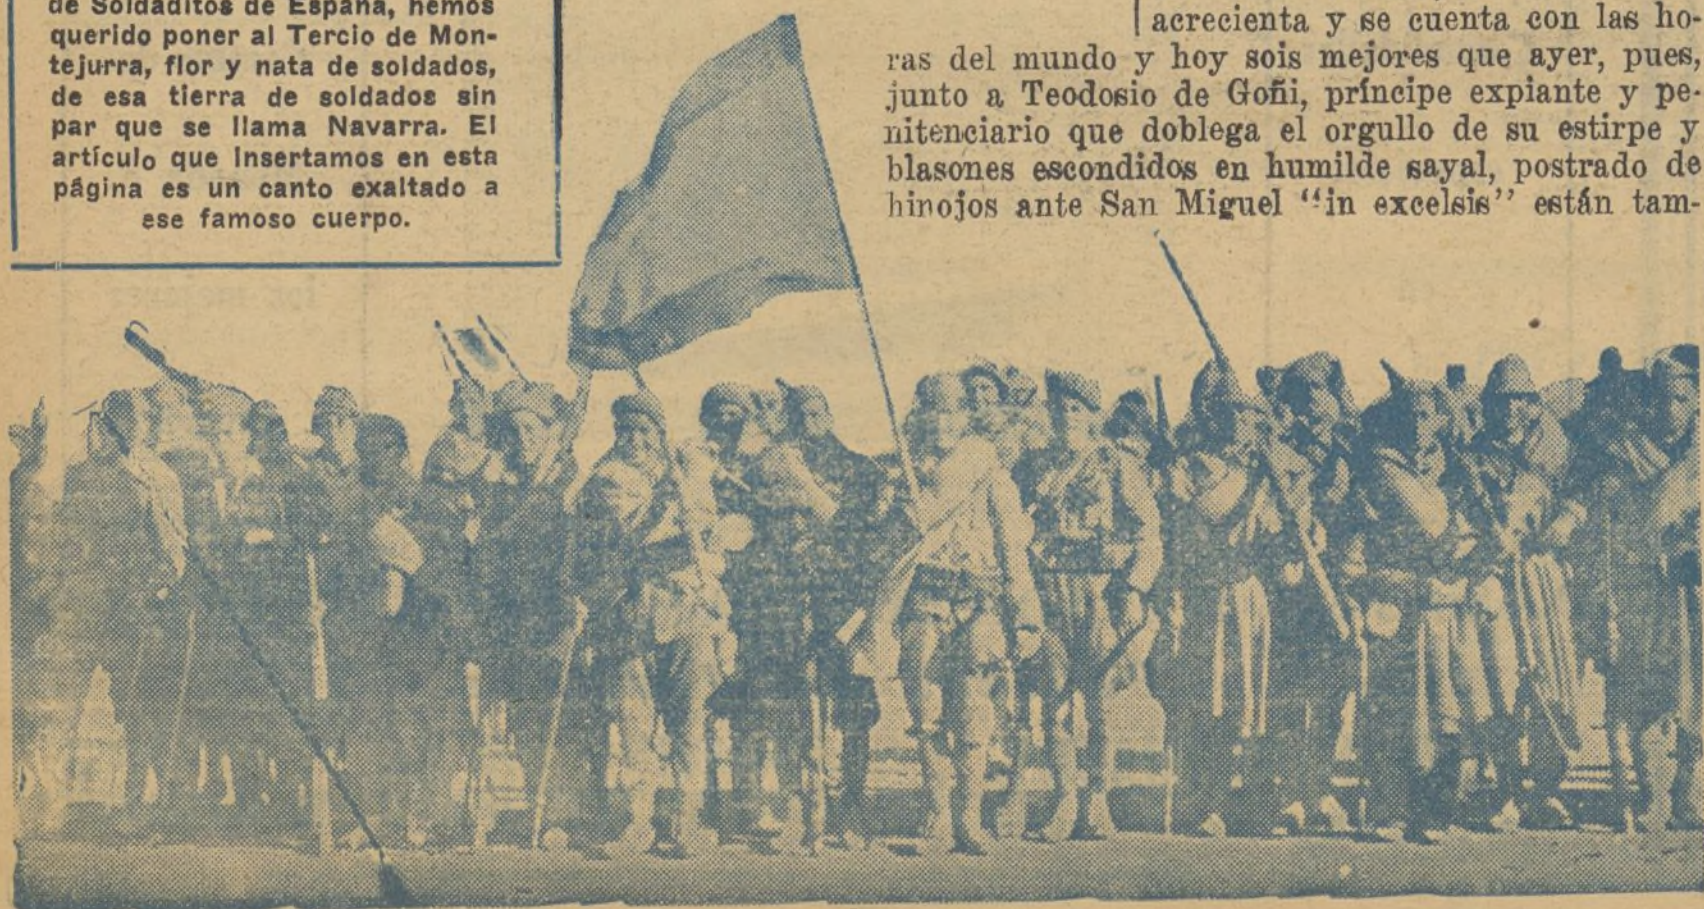 de Soldaditos de España, hemos
querido poner al Tercio de Mon-
tejurra, flor y nata de soldados,
de esa tierra de soldados sin
par que se llama Navarra. El
artículo que insertamos en esta
página es un canto exaltado a
ese famoso cuerpo.
acrecienta y se cuenta con las ho-
ras del mundo y hoy sois mejores que ayer, pues,
junto a Teodosio de Goñi, príncipe expiante y pe-
nitenciario que doblega el orgullo de su estirpe y
blasones escondidos en humilde sayal, postrado de
hinojos ante San Miguel “in excelsis” están tam-